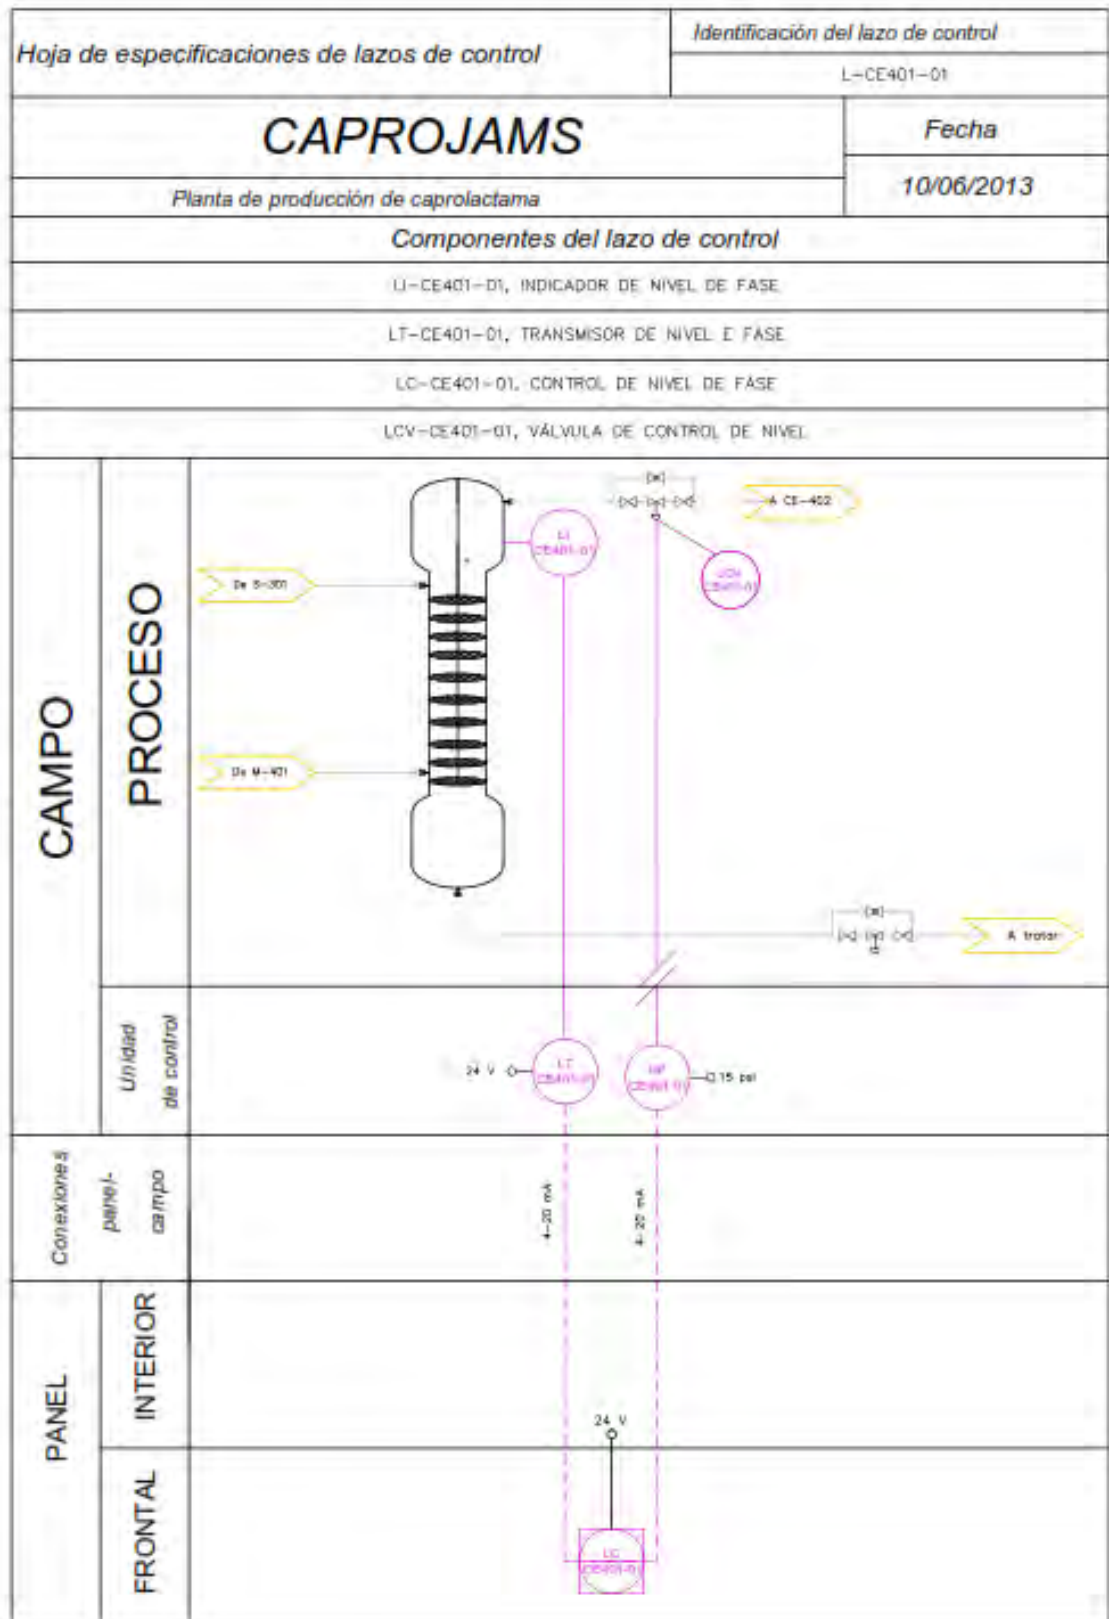 Hoja de especificaciones de lazos de control
Identificación del lazo de control
L-CE401-01
CAPROJAMS
Fecha
Planta de producción de caprolactama
10/06/2013
Componentes del lazo de control
LI-CE401-01, INDICADOR DE NIVEL DE FASE
LT-CE401-01, TRANSMISOR DE NIVEL E FASE
LC-CE401-01, CONTROL DE NIVEL DE FASE
LCV-CE401-01, VÁLVULA DE CONTROL DE NIVEL
CAMPO
PROCESO
A CE-402
LI
CE401-01
LCV
CE401-01
De S-301
De M-401
A tratar
Unidad
de control
24 V
LT
CE401-01
CE401-01
15 psi
Conexiones
panel-
campo
4-20 mA
4-20 mA
PANEL
INTERIOR
24 V
FRONTAL
LC
CE401-01